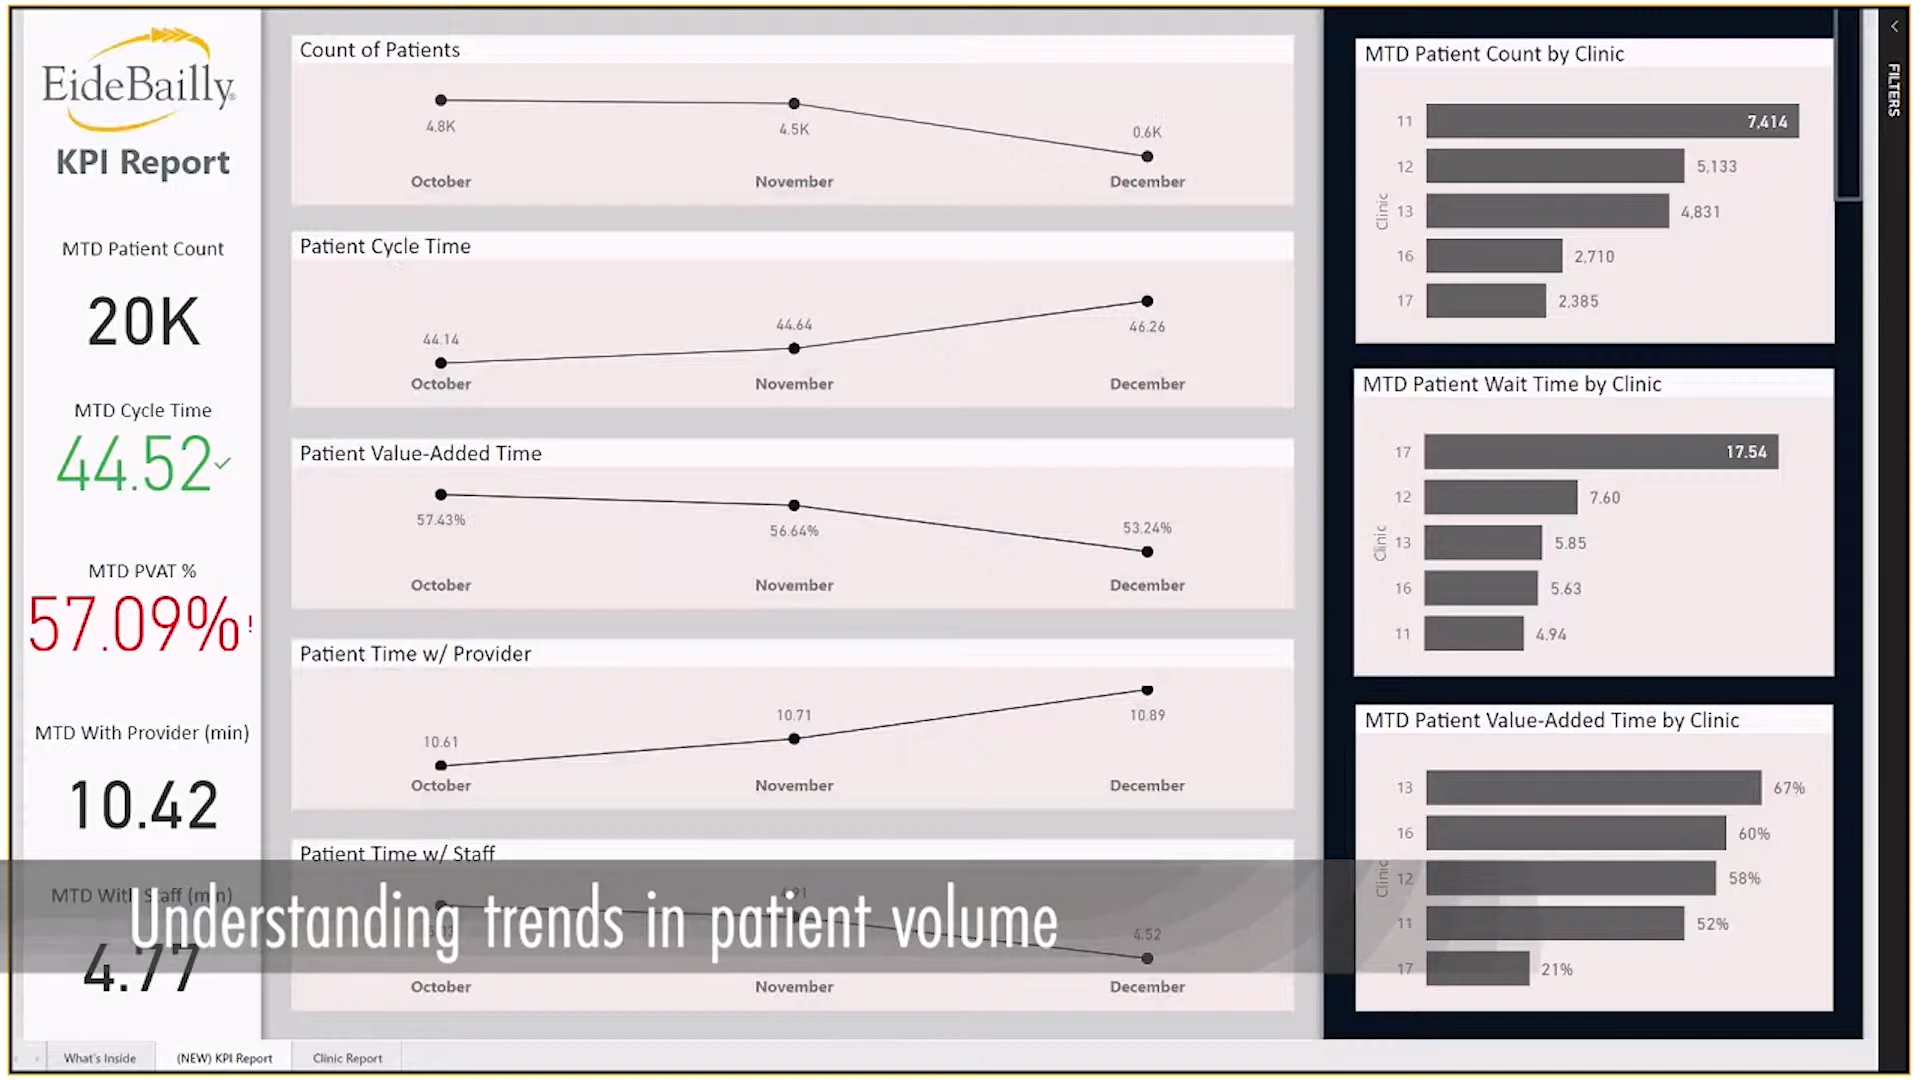 EideBailly®
KPI Report
MTD Patient Count
20K
MTD Cycle Time
44.52✓
MTD PVAT %
57.09%!
MTD With Provider (min)
10.42
MTD With Staff (min)
4.77
Count of Patients
4.8K
4.5K
0.6K
October
November
December
Patient Cycle Time
44.14
44.64
46.26
October
November
December
Patient Value-Added Time
57.43%
56.64%
53.24%
October
November
December
Patient Time w/ Provider
10.61
10.71
10.89
October
November
December
Patient Time w/ Staff
4.91
4.52
October
November
December
Understanding trends in patient volume
MTD Patient Count by Clinic
Clinic
11 7,414
12 5,133
13 4,831
16 2,710
17 2,385
MTD Patient Wait Time by Clinic
Clinic
17 17.54
12 7.60
13 5.85
16 5.63
11 4.94
MTD Patient Value-Added Time by Clinic
Clinic
13 67%
16 60%
12 58%
11 52%
17 21%
FILTERS
What's Inside
(NEW) KPI Report
Clinic Report